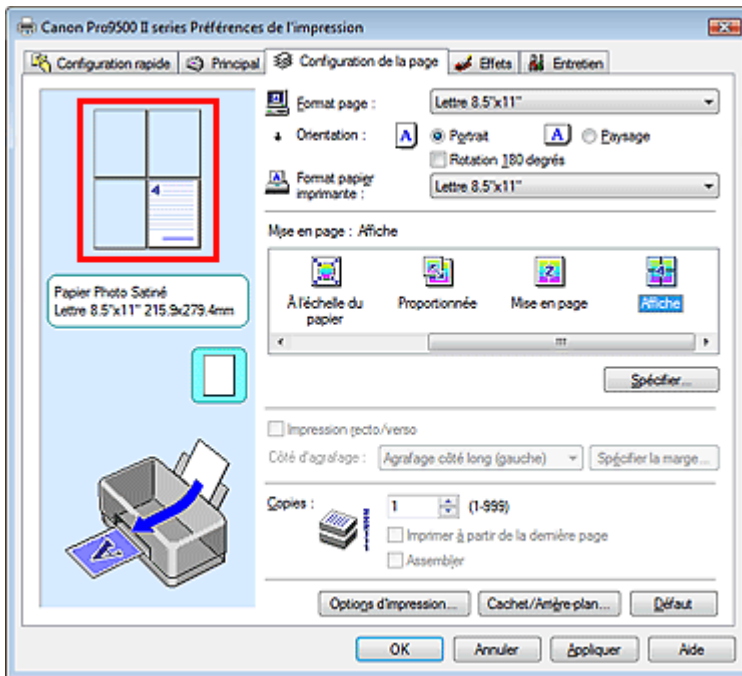 Canon Pro9500 II series Préférences de l'impression
Configuration rapide Principal Configuration de la page Effets Entretien
4
Papier Photo Satiné
Lettre 8.5"x11" 215.9x279.4mm
Format page : Lettre 8.5"x11"
Orientation : A Portrait A Paysage
Rotation 180 degrés
Format papier imprimante : Lettre 8.5"x11"
Mise en page : Affiche
À l'échelle du papier Proportionnée Mise en page Affiche
Spécifier...
Impression recto/verso
Côté d'agrafage : Agrafage côté long (gauche) Spécifier la marge...
Copies : 1 (1-999)
Imprimer à partir de la dernière page
Assembler
Options d'impression... Cachet/Arrière-plan... Défaut
OK Annuler Appliquer Aide